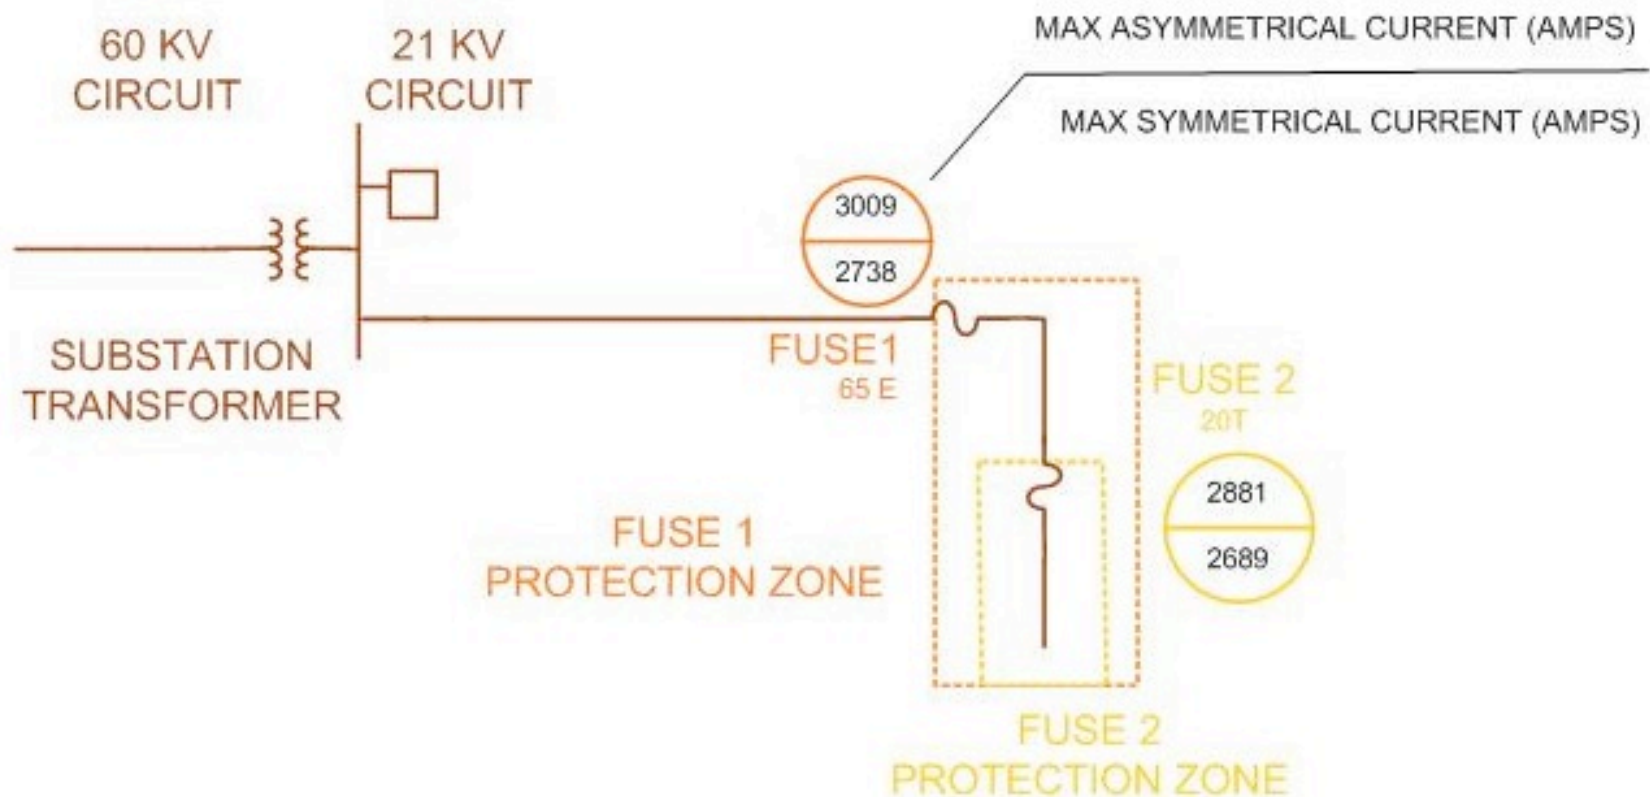 60 KV
CIRCUIT
21 KV
CIRCUIT
MAX ASYMMETRICAL CURRENT (AMPS)
MAX SYMMETRICAL CURRENT (AMPS)
3009
2738
SUBSTATION
TRANSFORMER
FUSE1
65 E
FUSE 2
20T
2881
2689
FUSE 1
PROTECTION ZONE
FUSE 2
PROTECTION ZONE